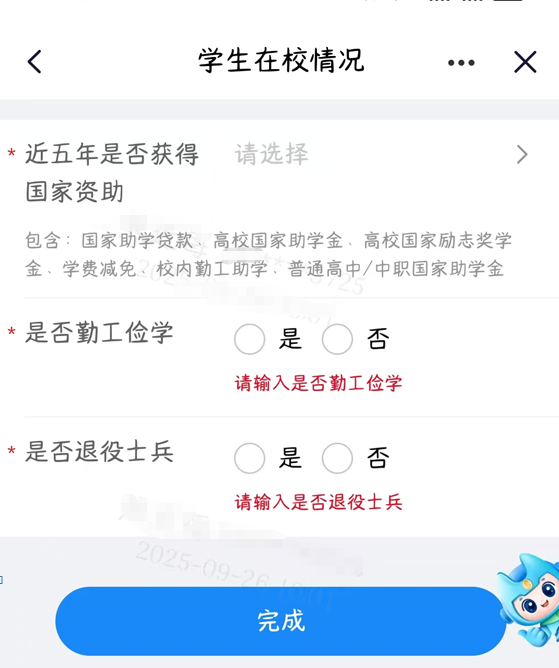 学生在校情况
* 近五年是否获得 请选择
国家资助
包含：国家助学贷款、高校国家助学金、高校国家励志奖学
金、学费减免、校内勤工助学、普通高中/中职国家助学金
* 是否勤工俭学 是 否
请输入是否勤工俭学
* 是否退役士兵 是 否
请输入是否退役士兵
2025-09-26
完成